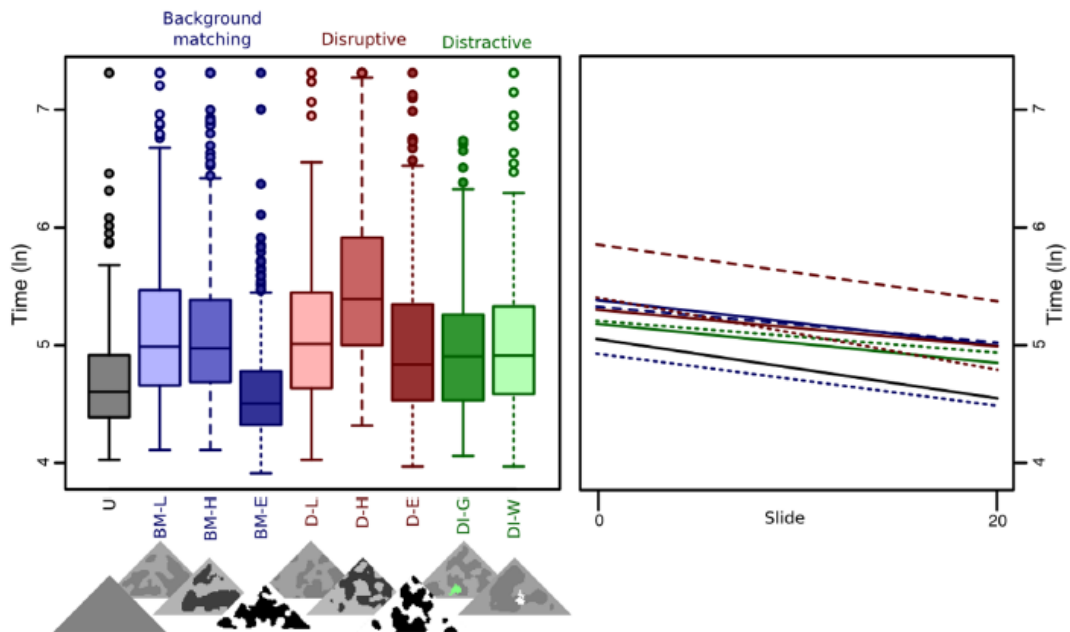 Background
matching
Disruptive
Distractive
Time (ln)
7
6
5
4
U
BM-L
BM-H
BM-E
D-L
D-H
D-E
DI-G
DI-W
7
6
5
4
Time (ln)
0
Slide
20